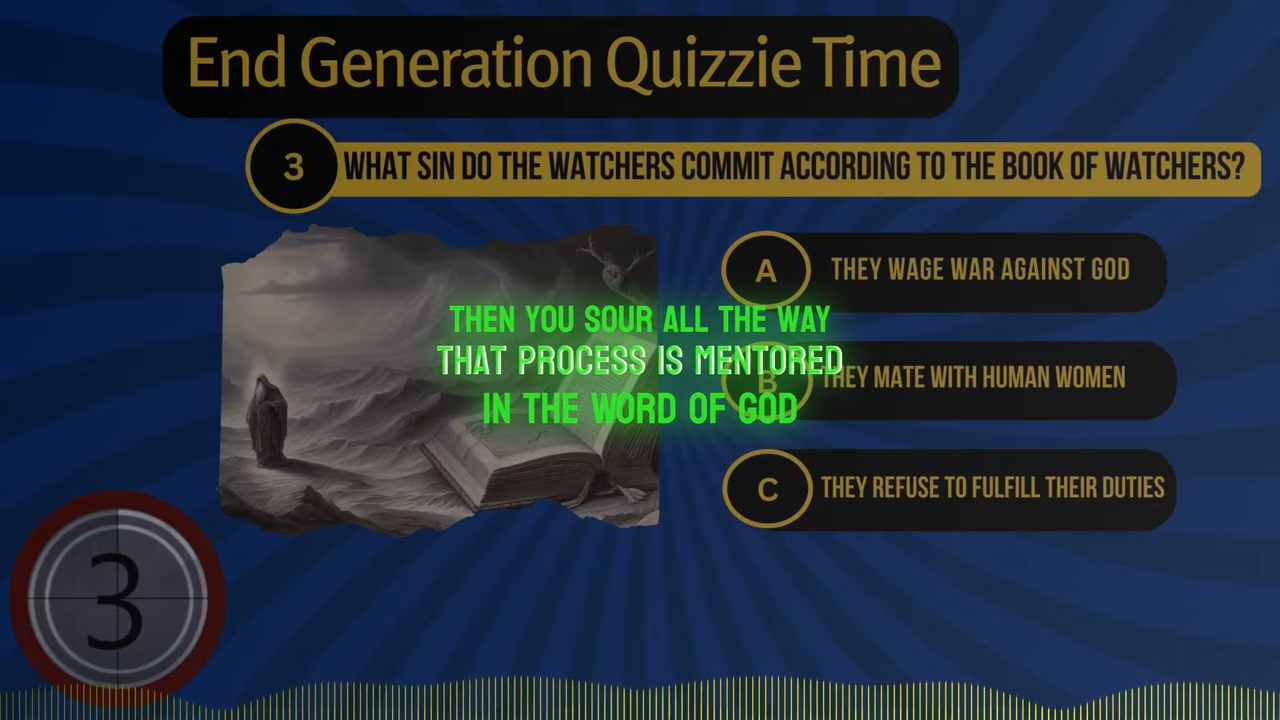 End Generation Quizzie Time
3
WHAT SIN DO THE WATCHERS COMMIT ACCORDING TO THE BOOK OF WATCHERS?
A
THEY WAGE WAR AGAINST GOD
THEN YOU SOUR ALL THE WAY
THAT PROCESS IS MENTORED
IN THE WORD OF GOD
B
THEY MATE WITH HUMAN WOMEN
C
THEY REFUSE TO FULFILL THEIR DUTIES
3